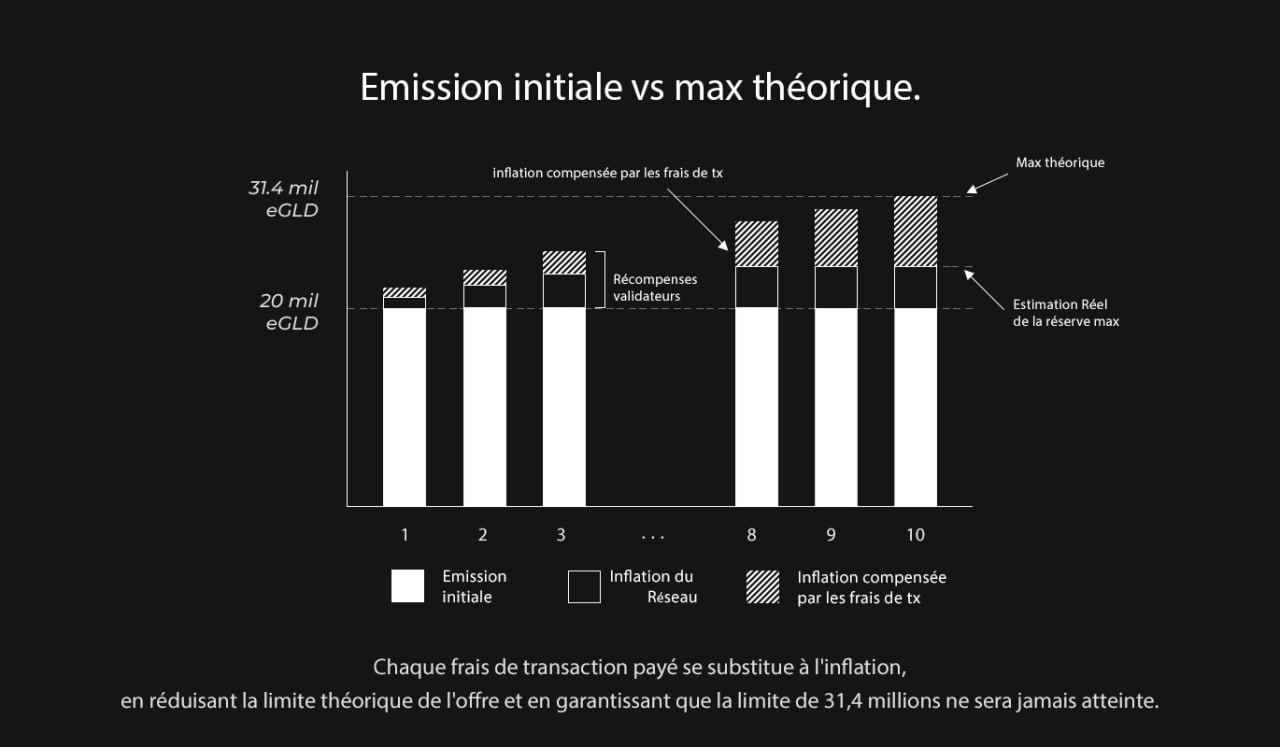 Emission initiale vs max théorique.
Max théorique
inflation compensée par les frais de tx
31.4 mil
eGLD
Récompenses
validateurs
20 mil
eGLD
Estimation Réel
de la réserve max
1 2 3 ... 8 9 10
Emission
initiale
Inflation du
Réseau
Inflation compensée
par les frais de tx
Chaque frais de transaction payé se substitue à l'inflation,
en réduisant la limite théorique de l'offre et en garantissant que la limite de 31,4 millions ne sera jamais atteinte.